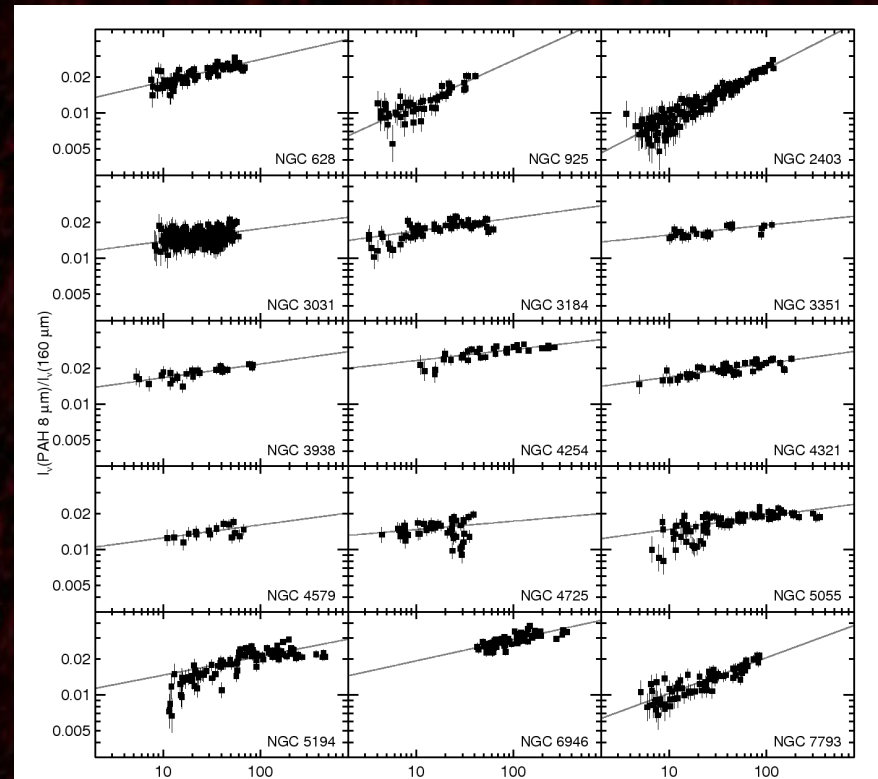 0.02
0.01
0.005
NGC 628
NGC 925
NGC 2403
0.02
0.01
0.005
NGC 3031
NGC 3184
NGC 3351
0.02
0.01
0.005
NGC 3938
NGC 4254
NGC 4321
0.02
0.01
0.005
NGC 4579
NGC 4725
NGC 5055
0.02
0.01
0.005
NGC 5194
NGC 6946
NGC 7793
10 100 10 100 10 100
Iν(PAH 8 μm)/Iν(160 μm)